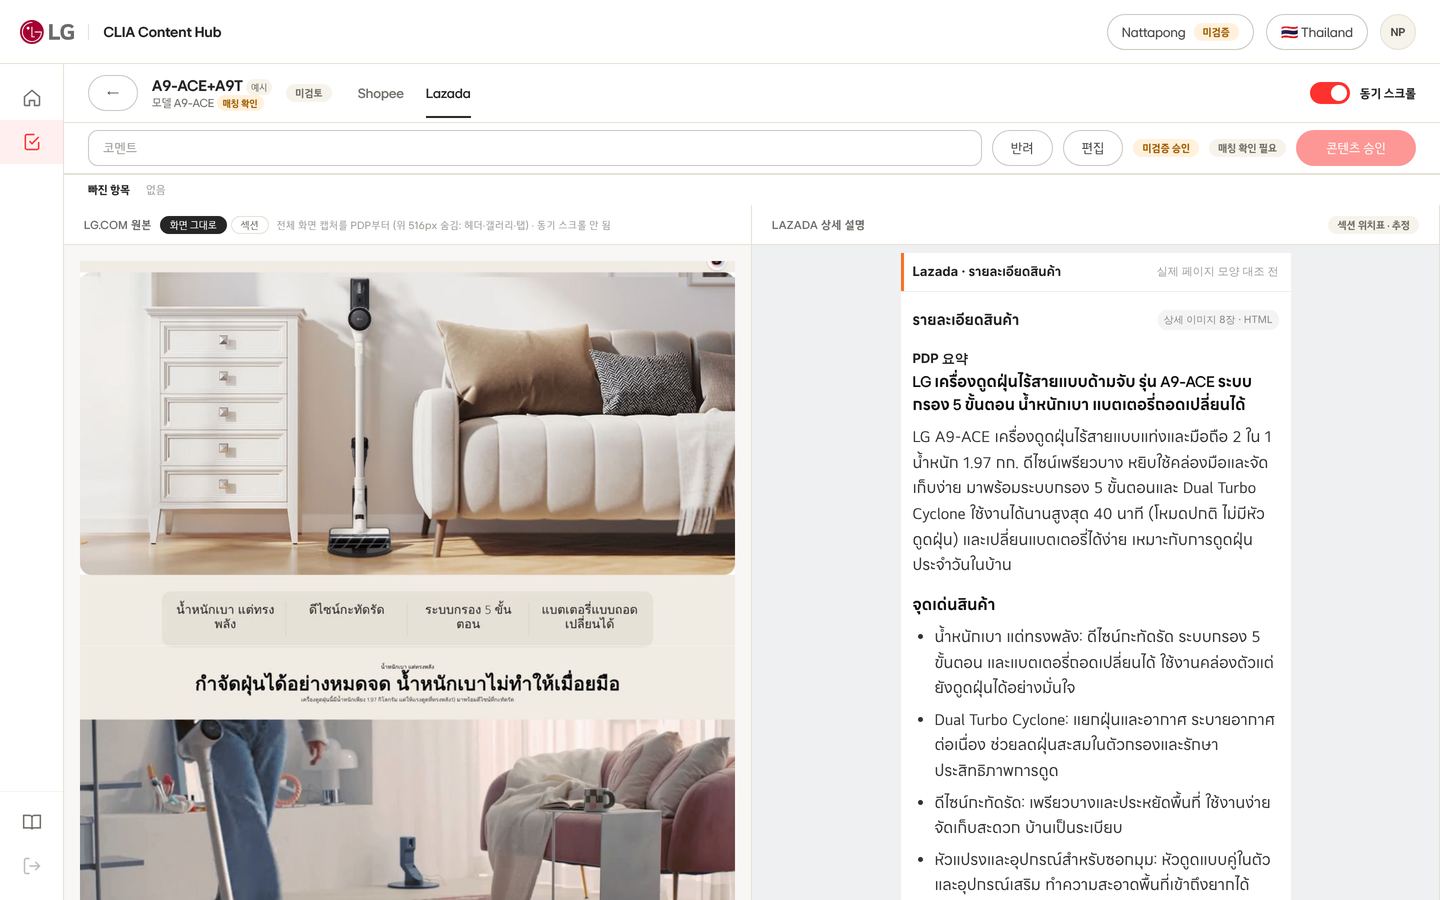 LG
CLIA Content Hub
Nattapong 미검증
Thailand
NP
←
A9-ACE+A9T 예시
모델 A9-ACE 매칭 확인
미검토
Shopee
Lazada
동기 스크롤
코멘트
반려
편집
미검증 승인
매칭 확인 필요
콘텐츠 승인
빠진 항목 없음
LG.COM 원본
화면 그대로
섹션
전체 화면 캡처를 PDP부터 (위 516px 숨김: 헤더·갤러리·탭) · 동기 스크롤 안 됨
LAZADA 상세 설명
섹션 위치표 · 추정
น้ำหนักเบา แต่ทรง
พลัง
ดีไซน์กะทัดรัด
ระบบกรอง 5 ขั้น
ตอน
แบตเตอรี่แบบถอด
เปลี่ยนได้
น้ำหนักเบา แต่ทรงพลัง
กำจัดฝุ่นได้อย่างหมดจด น้ำหนักเบาไม่ทำให้เมื่อยมือ
Lazada · รายละเอียดสินค้า
실제 페이지 모양 대조 전
รายละเอียดสินค้า
상세 이미지 8장 · HTML
PDP 요약
LG เครื่องดูดฝุ่นไร้สายแบบด้ามจับ รุ่น A9-ACE ระบบ
กรอง 5 ขั้นตอน น้ำหนักเบา แบตเตอรี่ถอดเปลี่ยนได้
LG A9-ACE เครื่องดูดฝุ่นไร้สายแบบแท่งและมือถือ 2 ใน 1
น้ำหนัก 1.97 กก. ดีไซน์เพรียวบาง หยิบใช้คล่องมือและจัด
เก็บง่าย มาพร้อมระบบกรอง 5 ขั้นตอนและ Dual Turbo
Cyclone ใช้งานได้นานสูงสุด 40 นาที (โหมดปกติ ไม่มีหัว
ดูดฝุ่น) และเปลี่ยนแบตเตอรี่ได้ง่าย เหมาะกับการดูดฝุ่น
ประจำวันในบ้าน
จุดเด่นสินค้า
• น้ำหนักเบา แต่ทรงพลัง: ดีไซน์กะทัดรัด ระบบกรอง 5
ขั้นตอน และแบตเตอรี่ถอดเปลี่ยนได้ ใช้งานคล่องตัวแต่
ยังดูดฝุ่นได้อย่างมั่นใจ
• Dual Turbo Cyclone: แยกฝุ่นและอากาศ ระบายอากาศ
ต่อเนื่อง ช่วยลดฝุ่นสะสมในตัวกรองและรักษา
ประสิทธิภาพการดูด
• ดีไซน์กะทัดรัด: เพรียวบางและประหยัดพื้นที่ ใช้งานง่าย
จัดเก็บสะดวก บ้านเป็นระเบียบ
• หัวแปรงและอุปกรณ์สำหรับซอกมุม: หัวดูดแบบคู่ในตัว
และอุปกรณ์เสริม ทำความสะอาดพื้นที่เข้าถึงยากได้